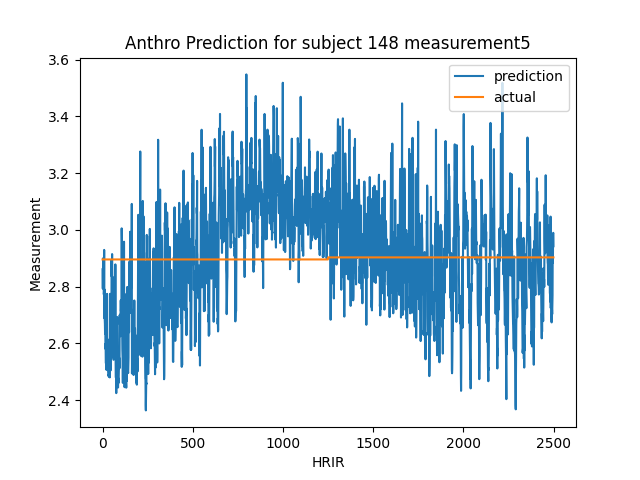 Anthro Prediction for subject 148 measurement5
prediction
actual
3.6
3.4
3.2
3.0
2.8
2.6
2.4
Measurement
0
500
1000
1500
2000
2500
HRIR